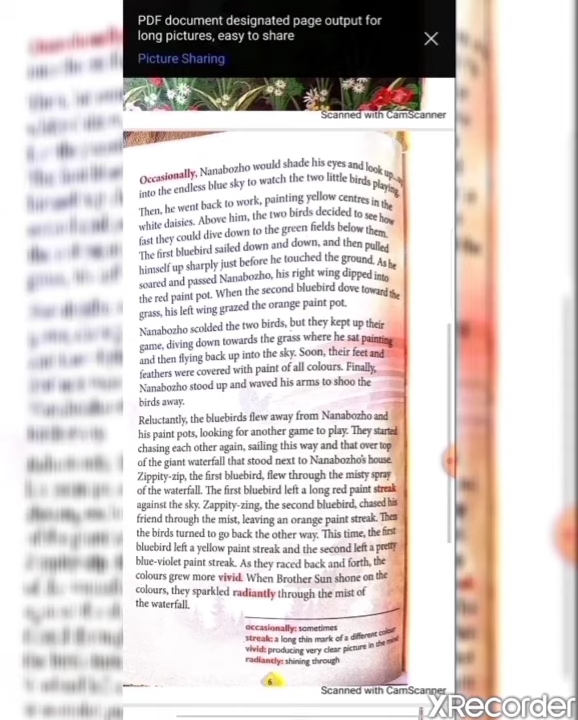 PDF document designated page output for
long pictures, easy to share
Picture Sharing
Scanned with CamScanner
Occasionally, Nanabozho would shade his eyes and look up
into the endless blue sky to watch the two little birds playing.
Then, he went back to work, painting yellow centres in the
white daisies. Above him, the two birds decided to see how
fast they could dive down to the green fields below them.
The first bluebird sailed down and down, and then pulled
himself up sharply just before he touched the ground. As he
soared and passed Nanabozho, his right wing dipped into
the red paint pot. When the second bluebird dove toward the
grass, his left wing grazed the orange paint pot.
Nanabozho scolded the two birds, but they kept up their
game, diving down towards the grass where he sat painting
and then flying back up into the sky. Soon, their feet and
feathers were covered with paint of all colours. Finally,
Nanabozho stood up and waved his arms to shoo the
birds away.
Reluctantly, the bluebirds flew away from Nanabozho and
his paint pots, looking for another game to play. They started
chasing each other again, sailing this way and that over top
of the giant waterfall that stood next to Nanabozho's house.
Zippity-zip, the first bluebird, flew through the misty spray
of the waterfall. The first bluebird left a long red paint streak
against the sky. Zappity-zing, the second bluebird, chased his
friend through the mist, leaving an orange paint streak. Then
the birds turned to go back the other way. This time, the first
bluebird left a yellow paint streak and the second left a pretty
blue-violet paint streak. As they raced back and forth, the
colours grew more vivid. When Brother Sun shone on the
colours, they sparkled radiantly through the mist of
the waterfall.
occasionally: sometimes
streak: a long thin mark of a different colour
vivid: producing very clear picture in the mind
radiantly: shining through
6
Scanned with CamScanner
XRecorder